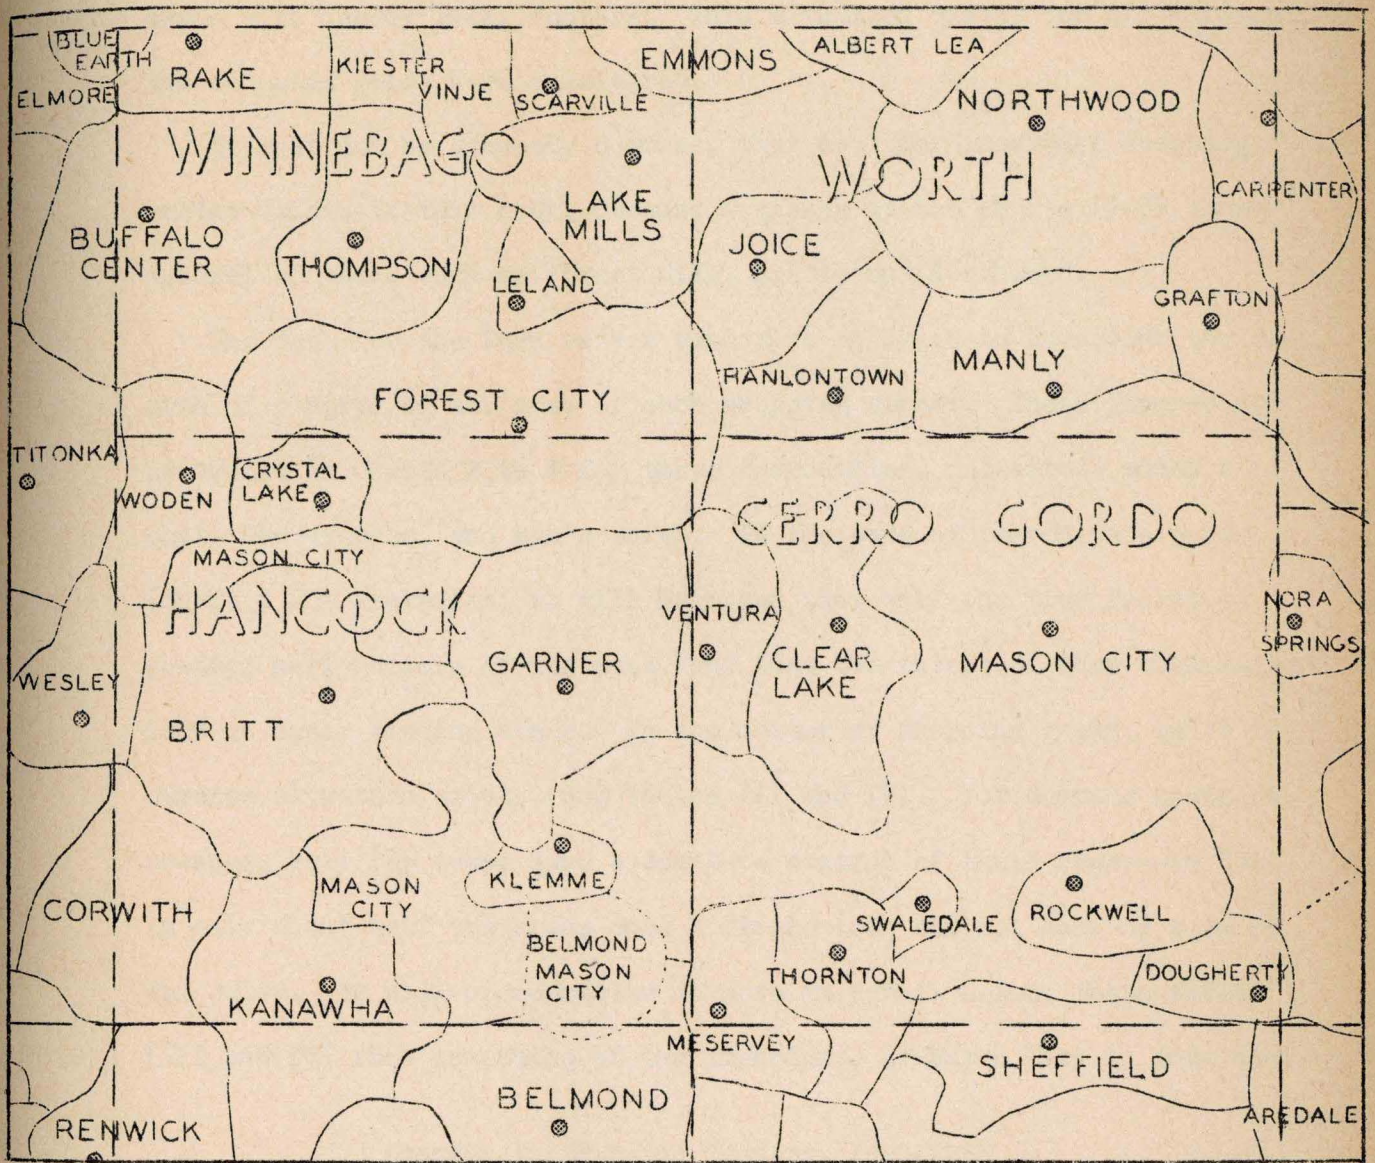 BLUE
EARTH
RAKE
KIESTER
VINJE
SCARVILLE
EMMONS
ALBERT LEA
ELMORE
NORTHWOOD
WINNEBAGO
WORTH
CARPENTER
LAKE
MILLS
BUFFALO
CENTER
THOMPSON
JOICE
LELAND
GRAFTON
FOREST CITY
HANLONTOWN
MANLY
TITONKA
WODEN
CRYSTAL
LAKE
CERRO GORDO
MASON CITY
HANCOCK
VENTURA
NORA
SPRINGS
WESLEY
GARNER
CLEAR
LAKE
MASON CITY
BRITT
KLEMME
MASON
CITY
CORWITH
ROCKWELL
SWALEDALE
BELMOND
MASON
CITY
THORNTON
DOUGHERTY
KANAWHA
MESERVEY
SHEFFIELD
BELMOND
AREDALE
RENWICK